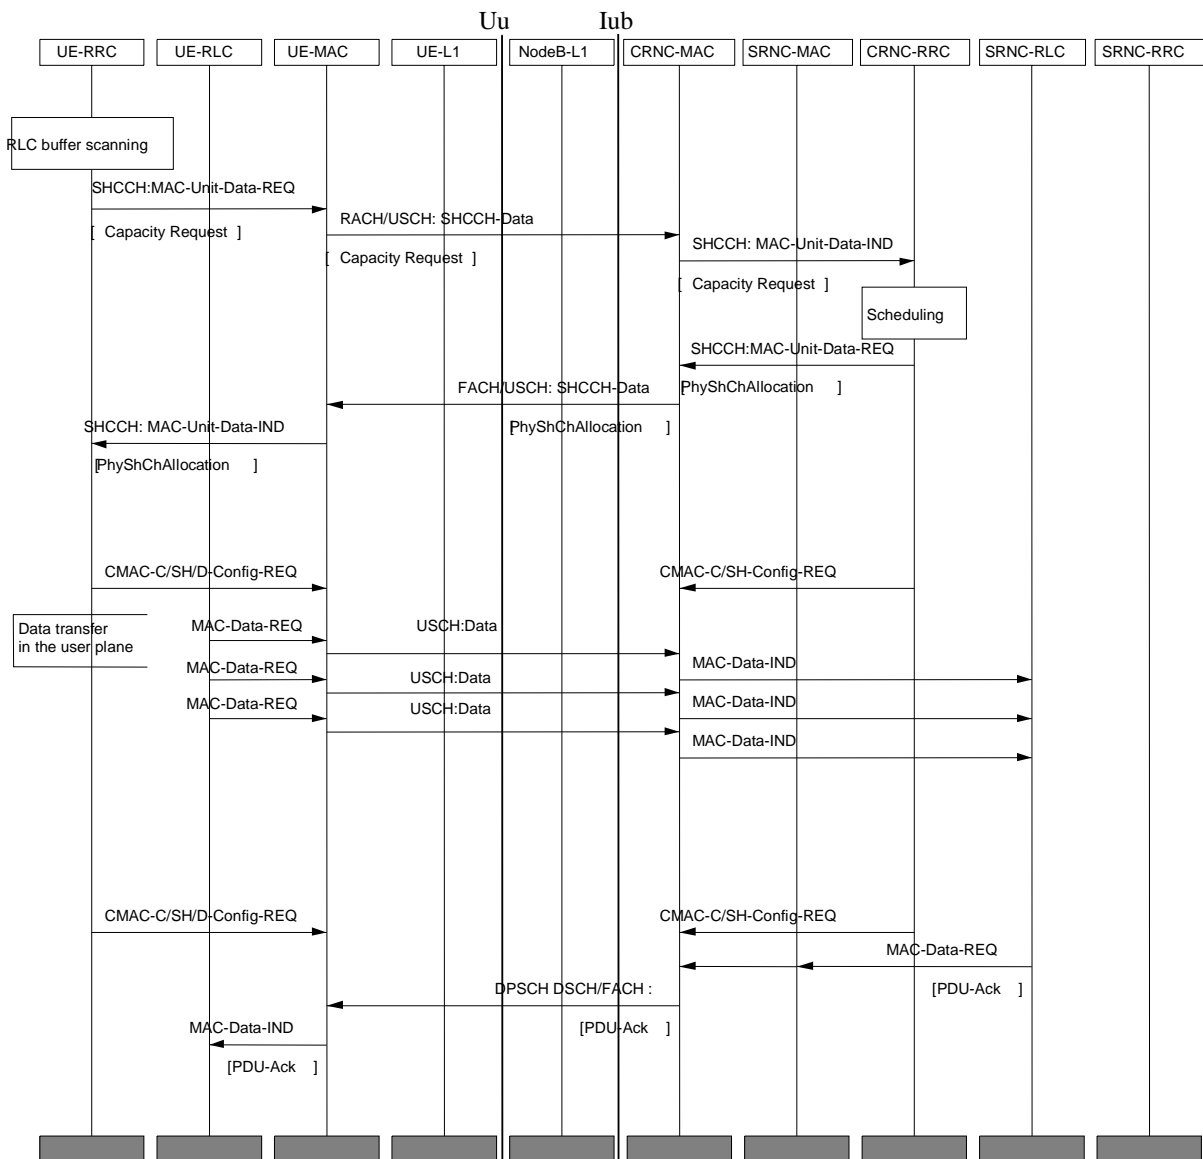 Uu Iub
UE-RRC UE-RLC UE-MAC UE-L1 NodeB-L1 CRNC-MAC SRNC-MAC CRNC-RRC SRNC-RLC SRNC-RRC
RLC buffer scanning
SHCCH:MAC-Unit-Data-REQ
RACH/USCH: SHCCH-Data
[ Capacity Request ]
SHCCH: MAC-Unit-Data-IND
[ Capacity Request ]
[ Capacity Request ]
Scheduling
SHCCH:MAC-Unit-Data-REQ
FACH/USCH: SHCCH-Data
[PhyShChAllocation ]
SHCCH: MAC-Unit-Data-IND
[PhyShChAllocation ]
[PhyShChAllocation ]
CMAC-C/SH/D-Config-REQ CMAC-C/SH-Config-REQ
Data transfer
in the user plane
MAC-Data-REQ USCH:Data
MAC-Data-REQ MAC-Data-IND
USCH:Data
MAC-Data-REQ MAC-Data-IND
USCH:Data
MAC-Data-IND
CMAC-C/SH/D-Config-REQ CMAC-C/SH-Config-REQ
MAC-Data-REQ
[PDU-Ack ]
DPSCH DSCH/FACH :
MAC-Data-IND [PDU-Ack ]
[PDU-Ack ]